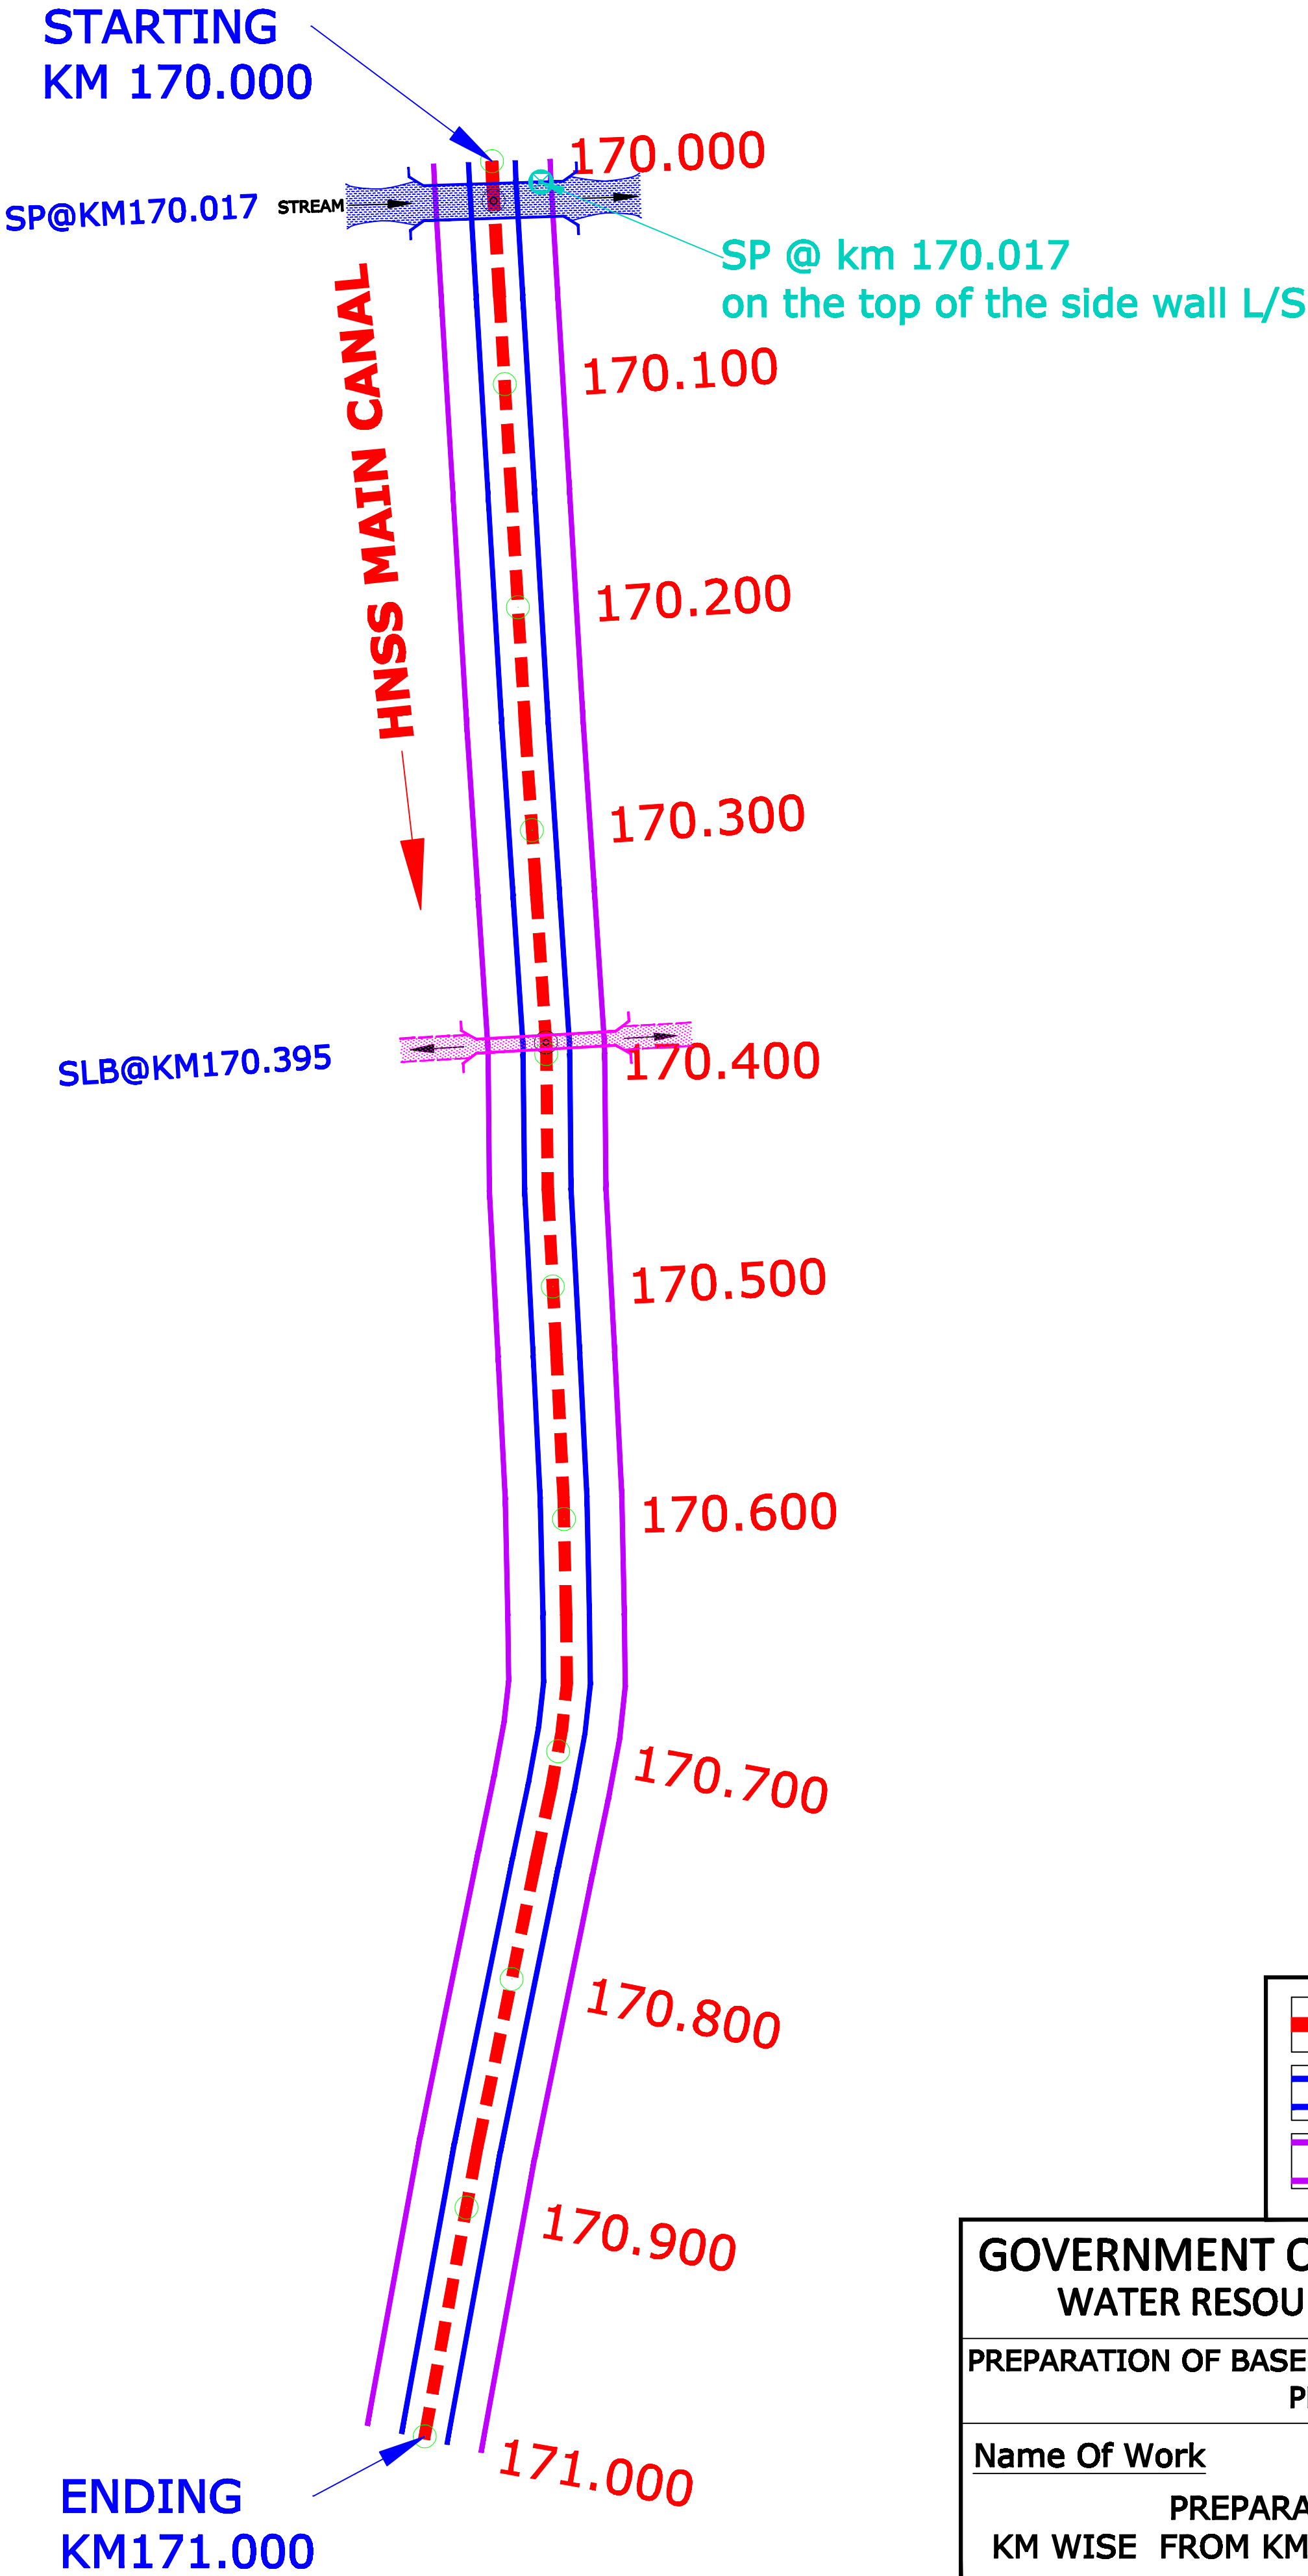 STARTING
KM 170.000
170.000
SP@KM170.017
STREAM
SP @ km 170.017
on the top of the side wall L/S
HNSS MAIN CANAL
170.100
170.200
170.300
SLB@KM170.395
170.400
170.500
170.600
170.700
170.800
170.900
171.000
ENDING
KM171.000
GOVERNMENT
WATER
PREPARATION OF BASE
Name Of Work
KM WISE FROM KM